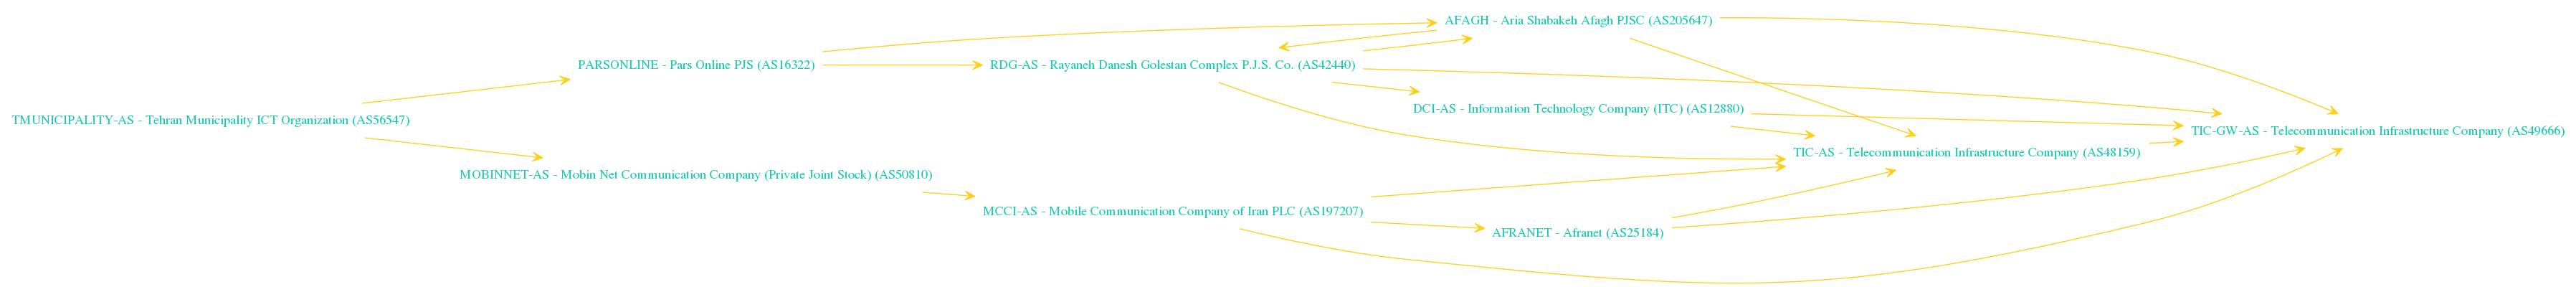 AFAGH - Aria Shabakeh Afagh PJSC (AS205647)
PARSONLINE - Pars Online PJS (AS16322)
RDG-AS - Rayaneh Danesh Golestan Complex P.J.S. Co. (AS42440)
DCI-AS - Information Technology Company (ITC) (AS12880)
TMUNICIPALITY-AS - Tehran Municipality ICT Organization (AS56547)
TIC-GW-AS - Telecommunication Infrastructure Company (AS49666)
TIC-AS - Telecommunication Infrastructure Company (AS48159)
MOBINNET-AS - Mobin Net Communication Company (Private Joint Stock) (AS50810)
MCCI-AS - Mobile Communication Company of Iran PLC (AS197207)
AFRANET - Afranet (AS25184)